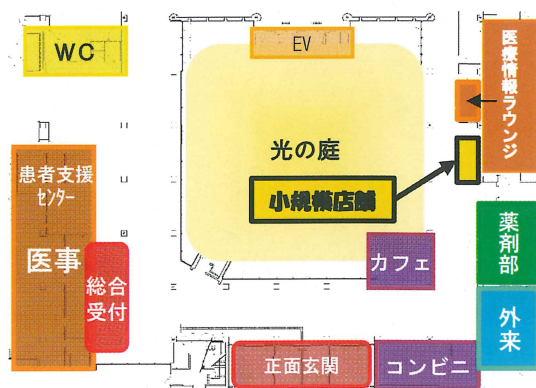 WC
EV
医療情報ラウンジ
光の庭
小規模店舗
患者支援
センター
医事
総合
受付
カフェ
薬剤部
外来
正面玄関
コンビニ